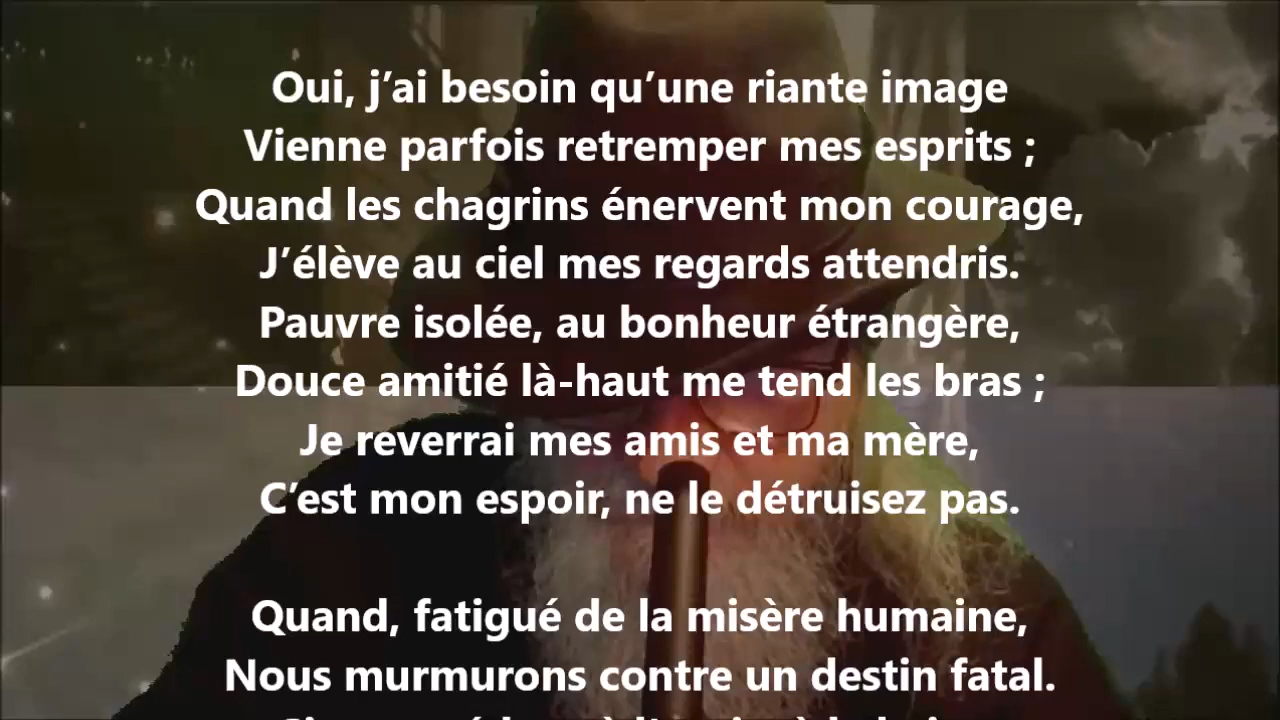 Oui, j’ai besoin qu’une riante image
Vienne parfois retremper mes esprits ;
Quand les chagrins énervent mon courage,
J’élève au ciel mes regards attendris.
Pauvre isolée, au bonheur étrangère,
Douce amitié là-haut me tend les bras ;
Je reverrai mes amis et ma mère,
C’est mon espoir, ne le détruisez pas.
Quand, fatigué de la misère humaine,
Nous murmurons contre un destin fatal.